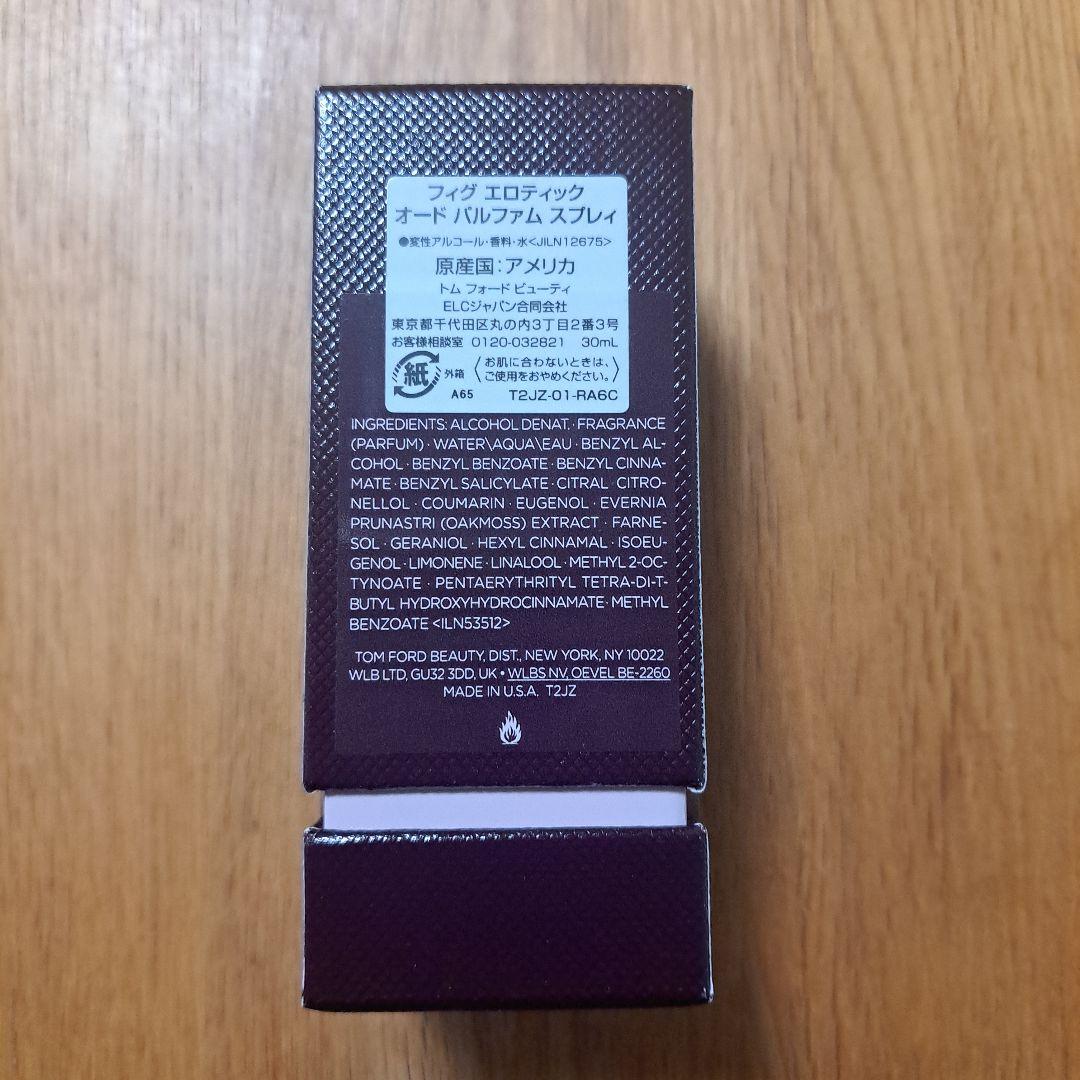 フィグ エロティック
オード パルファム スプレィ
●変性アルコール・香料・水<JILN12675>
原産国：アメリカ
トム フォード ビューティ
ELCジャパン合同会社
東京都千代田区丸の内3丁目2番3号
お客様相談室 0120-032821 30mL
紙 外箱 〈お肌に合わないときは、
ご使用をおやめください。〉
A65 T2JZ-01-RA6C
INGREDIENTS: ALCOHOL DENAT. · FRAGRANCE
(PARFUM) · WATER\AQUA\EAU · BENZYL AL-
COHOL · BENZYL BENZOATE · BENZYL CINNA-
MATE · BENZYL SALICYLATE · CITRAL · CITRO-
NELLOL · COUMARIN · EUGENOL · EVERNIA
PRUNASTRI (OAKMOSS) EXTRACT · FARNE-
SOL · GERANIOL · HEXYL CINNAMAL · ISOEU-
GENOL · LIMONENE · LINALOOL · METHYL 2-OC-
TYNOATE · PENTAERYTHRITYL TETRA-DI-T-
BUTYL HYDROXYHYDROCINNAMATE · METHYL
BENZOATE <ILN53512>
TOM FORD BEAUTY, DIST., NEW YORK, NY 10022
WLB LTD, GU32 3DD, UK • WLBS NV, OEVEL BE-2260
MADE IN U.S.A. T2JZ